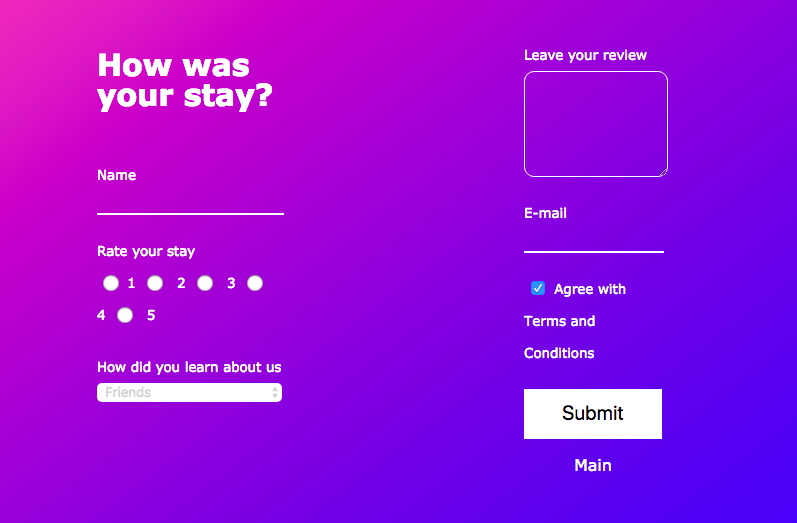 How was
your stay?
Name
Rate your stay
1 2 3
4 5
How did you learn about us
Friends
Leave your review
E-mail
Agree with
Terms and
Conditions
Submit
Main